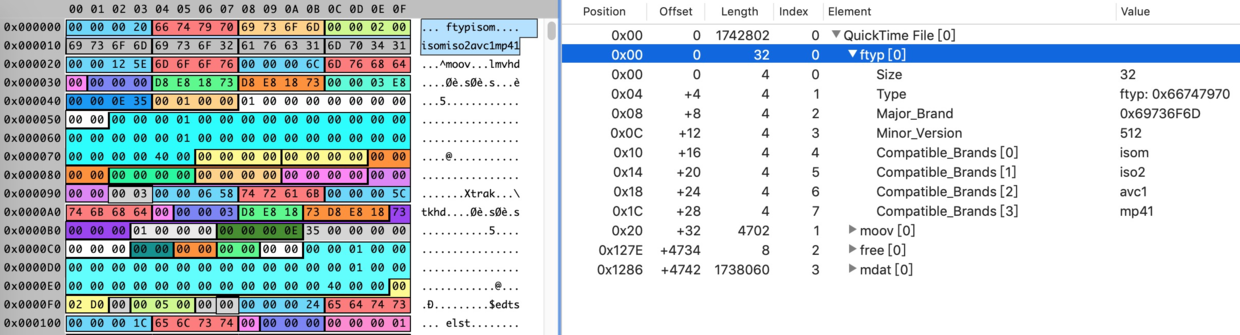 00 01 02 03 04 05 06 07 08 09 0A 0B 0C 0D 0E 0F
0x000000 00 00 00 20 66 74 79 70 69 73 6F 6D 00 00 02 00 ... ftypisom....
0x000010 69 73 6F 6D 69 73 6F 32 61 76 63 31 6D 70 34 31 isomiso2avc1mp41
0x000020 00 00 12 5E 6D 6F 6F 76 00 00 00 6C 6D 76 68 64 ...^moov...lmvhd
0x000030 00 00 00 00 D8 E8 18 73 D8 E8 18 73 00 00 03 E8 ....Øè.sØè.s...è
0x000040 00 00 0E 35 00 01 00 00 01 00 00 00 00 00 00 00 ...5............
0x000050 00 00 00 00 00 01 00 00 00 00 00 00 00 00 00 00 ................
0x000060 00 00 00 00 00 01 00 00 00 00 00 00 00 00 00 00 ................
0x000070 00 00 00 00 40 00 00 00 00 00 00 00 00 00 00 00 ....@...........
0x000080 00 00 00 00 00 00 00 00 00 00 00 00 00 00 00 00 ................
0x000090 00 00 00 03 00 00 06 58 74 72 61 6B 00 00 00 5C .......Xtrak...\
0x0000A0 74 6B 68 64 00 00 00 03 D8 E8 18 73 D8 E8 18 73 tkhd....Øè.sØè.s
0x0000B0 00 00 00 01 00 00 00 00 00 00 0E 35 00 00 00 00 ...........5....
0x0000C0 00 00 00 00 00 00 00 00 00 00 00 00 00 01 00 00 ................
0x0000D0 00 00 00 00 00 00 00 00 00 00 00 00 00 01 00 00 ................
0x0000E0 00 00 00 00 00 00 00 00 00 00 00 00 40 00 00 00 ............@...
0x0000F0 02 D0 00 00 05 00 00 00 00 00 00 24 65 64 74 73 .Ð.........$edts
0x000100 00 00 00 1C 65 6C 73 74 00 00 00 00 00 00 00 01 ... elst........
Position Offset Length Index Element Value
0x00 0 1742802 0 QuickTime File [0]
0x00 0 32 0 ftyp [0]
0x00 0 4 0 Size 32
0x04 +4 4 1 Type ftyp: 0x66747970
0x08 +8 4 2 Major_Brand 0x69736F6D
0x0C +12 4 3 Minor_Version 512
0x10 +16 4 4 Compatible_Brands [0] isom
0x14 +20 4 5 Compatible_Brands [1] iso2
0x18 +24 4 6 Compatible_Brands [2] avc1
0x1C +28 4 7 Compatible_Brands [3] mp41
0x20 +32 4702 1 moov [0]
0x127E +4734 8 2 free [0]
0x1286 +4742 1738060 3 mdat [0]